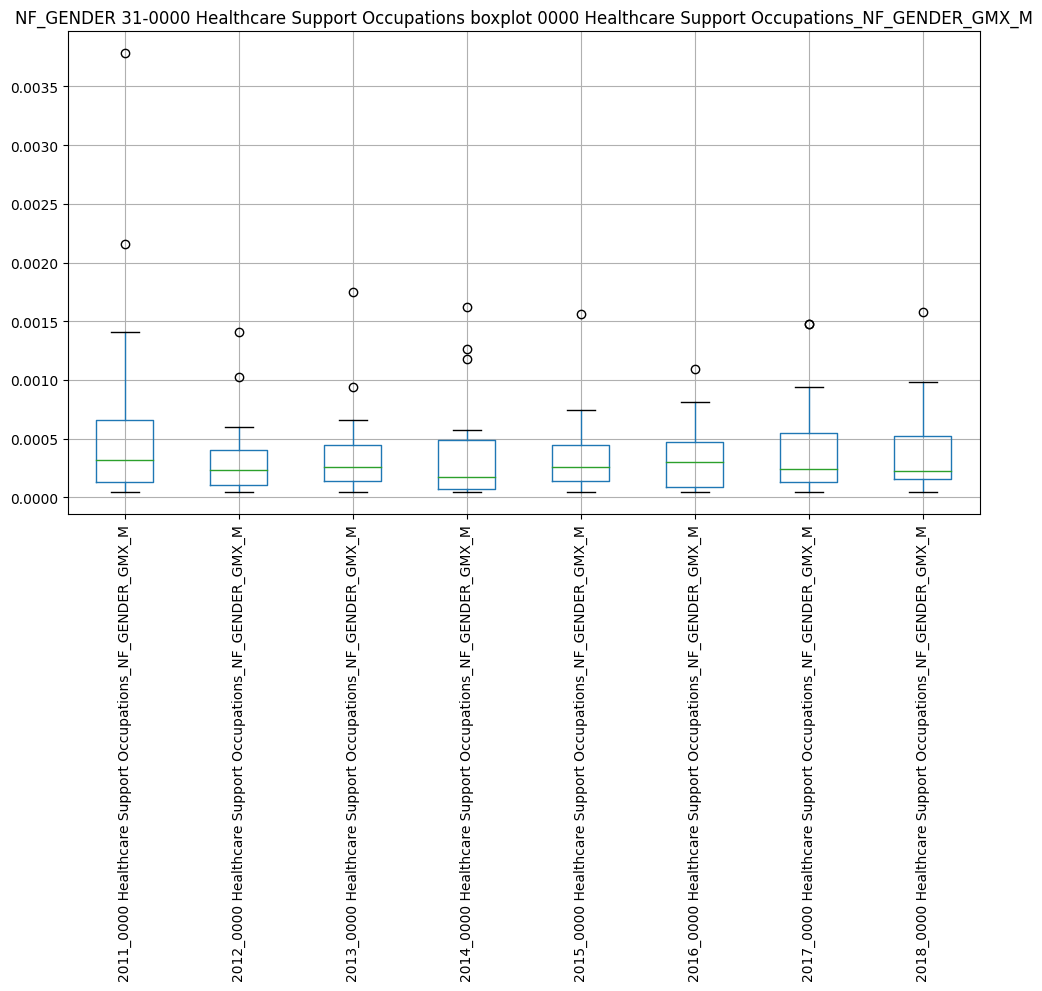 NF_GENDER 31-0000 Healthcare Support Occupations boxplot 0000 Healthcare Support Occupations_NF_GENDER_GMX_M
0.0035
0.0030
0.0025
0.0020
0.0015
0.0010
0.0005
0.0000
2011_0000 Healthcare Support Occupations_NF_GENDER_GMX_M
2012_0000 Healthcare Support Occupations_NF_GENDER_GMX_M
2013_0000 Healthcare Support Occupations_NF_GENDER_GMX_M
2014_0000 Healthcare Support Occupations_NF_GENDER_GMX_M
2015_0000 Healthcare Support Occupations_NF_GENDER_GMX_M
2016_0000 Healthcare Support Occupations_NF_GENDER_GMX_M
2017_0000 Healthcare Support Occupations_NF_GENDER_GMX_M
2018_0000 Healthcare Support Occupations_NF_GENDER_GMX_M